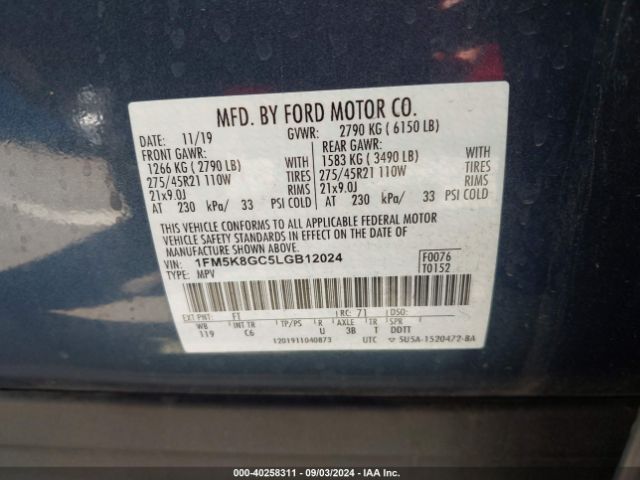 MFD. BY FORD MOTOR CO.
DATE 11/19 GVWR: 2790 KG ( 6150 LB)
FRONT GAWR: REAR GAWR:
1266 KG ( 2790 LB) WITH 1583 KG ( 3490 LB) WITH
275/45R21 110W TIRES 275/45R21 110W TIRES
21x9.0J RIMS 21x9.0J RIMS
AT 230 kPa/ 33 PSI COLD AT 230 kPa/ 33 PSI COLD
THIS VEHICLE CONFORMS TO ALL APPLICABLE FEDERAL MOTOR
VEHICLE SAFETY STANDARDS IN EFFECT ON THE DATE OF
MANUFACTURE SHOWN ABOVE.
VIN: 1FM5K8GC5LGB12024 F0076
TYPE: MPV T0152
EXT PNT: FT RC: 71 DSO:
WB INT TR TP/PS R AXLE TR SPR
119 C6 U 3B T DDTT
1201911040873 UTC 5U5A-1520472-BA
© - 40258311 - 09/03/2024 - IAA Inc.